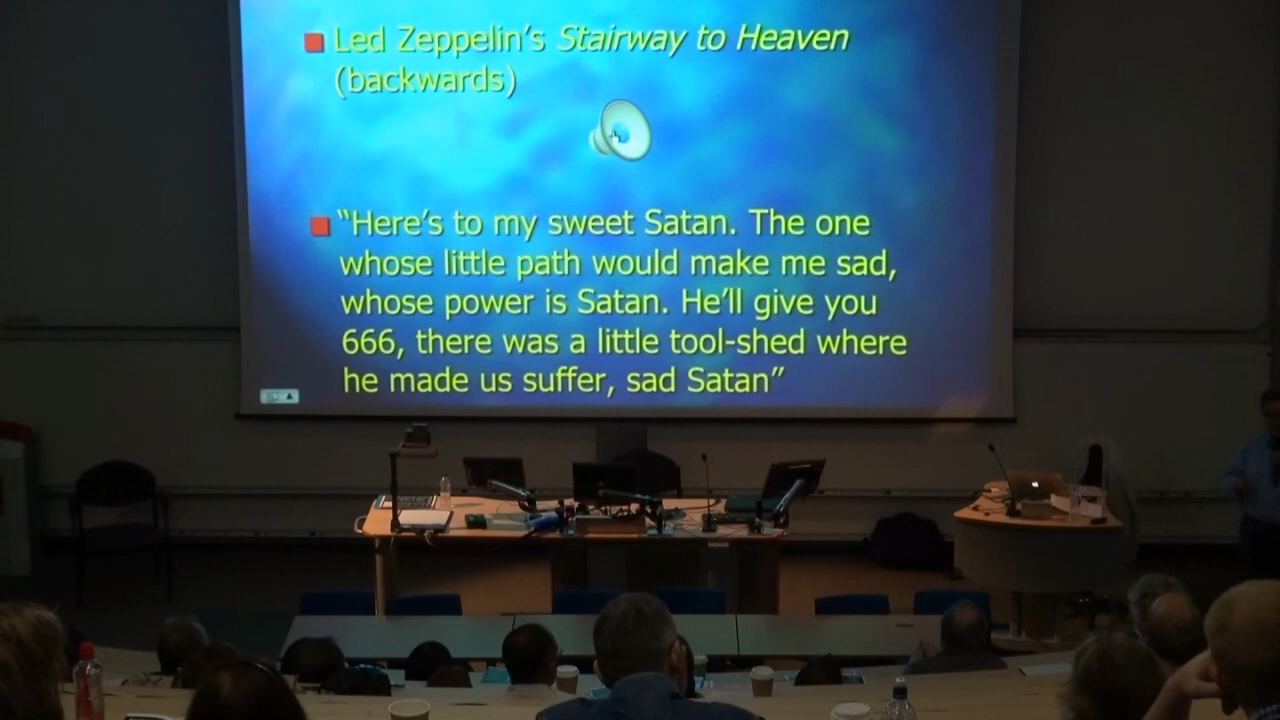 Led Zeppelin's Stairway to Heaven
(backwards)
"Here's to my sweet Satan. The one
whose little path would make me sad,
whose power is Satan. He'll give you
666, there was a little tool-shed where
he made us suffer, sad Satan"